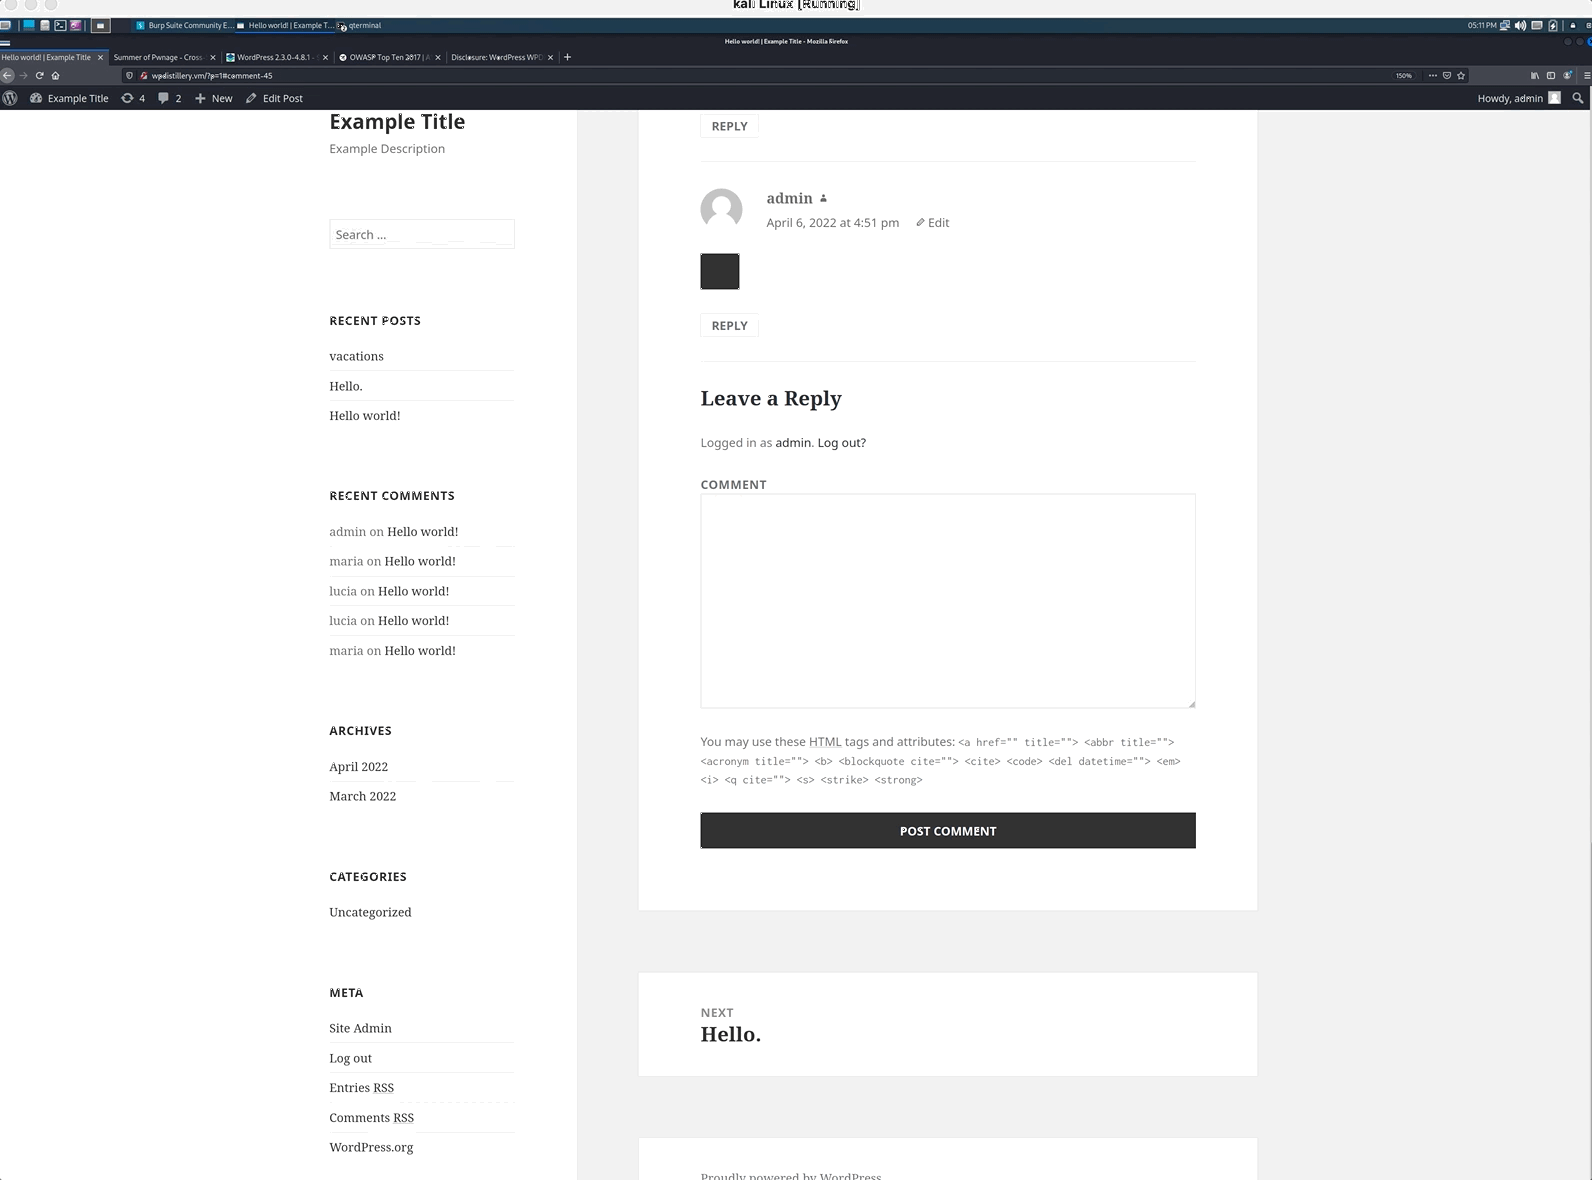 kali Linux [Running]
Burp Suite Community E... Hello world! | Example T... qterminal 05:11 PM
Hello world! | Example Title - Mozilla Firefox
Hello world! | Example Title Summer of Pwnage - Cross- WordPress 2.3.0-4.8.1 - OWASP Top Ten 2017 | A Disclosure: WordPress WPD
wpdistillery.vm/?p=1#comment-45 150%
Example Title 4 2 New Edit Post Howdy, admin
Example Title
Example Description
Search ...
RECENT POSTS
vacations
Hello.
Hello world!
RECENT COMMENTS
admin on Hello world!
maria on Hello world!
lucia on Hello world!
lucia on Hello world!
maria on Hello world!
ARCHIVES
April 2022
March 2022
CATEGORIES
Uncategorized
META
Site Admin
Log out
Entries RSS
Comments RSS
WordPress.org
REPLY
admin
April 6, 2022 at 4:51 pm Edit
REPLY
Leave a Reply
Logged in as admin. Log out?
COMMENT
You may use these HTML tags and attributes: <a href="" title=""> <abbr title="">
<acronym title=""> <b> <blockquote cite=""> <cite> <code> <del datetime=""> <em>
<i> <q cite=""> <s> <strike> <strong>
POST COMMENT
NEXT
Hello.
Proudly powered by WordPress